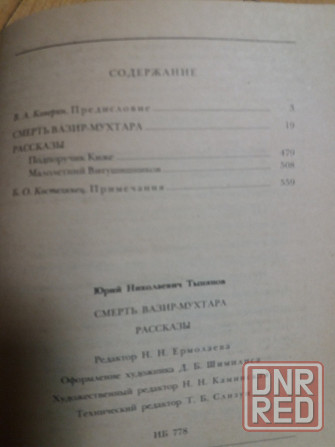 СОДЕРЖАНИЕ
В. А. Каверин. Предисловие 3
СМЕРТЬ ВАЗИР-МУХТАРА 19
РАССКАЗЫ
Подпоручик Киже 479
Малолетный Витушишников 508
Б. О. Костелянец. Примечания 559
Юрий Николаевич Тынянов
СМЕРТЬ ВАЗИР-МУХТАРА
РАССКАЗЫ
Редактор Н. Н. Ермолаева
Оформление художника Д. Б. Шимилиса
Художественный редактор Н. Н.
Технический редактор Г. Б.
ИБ 778
DNR
RED